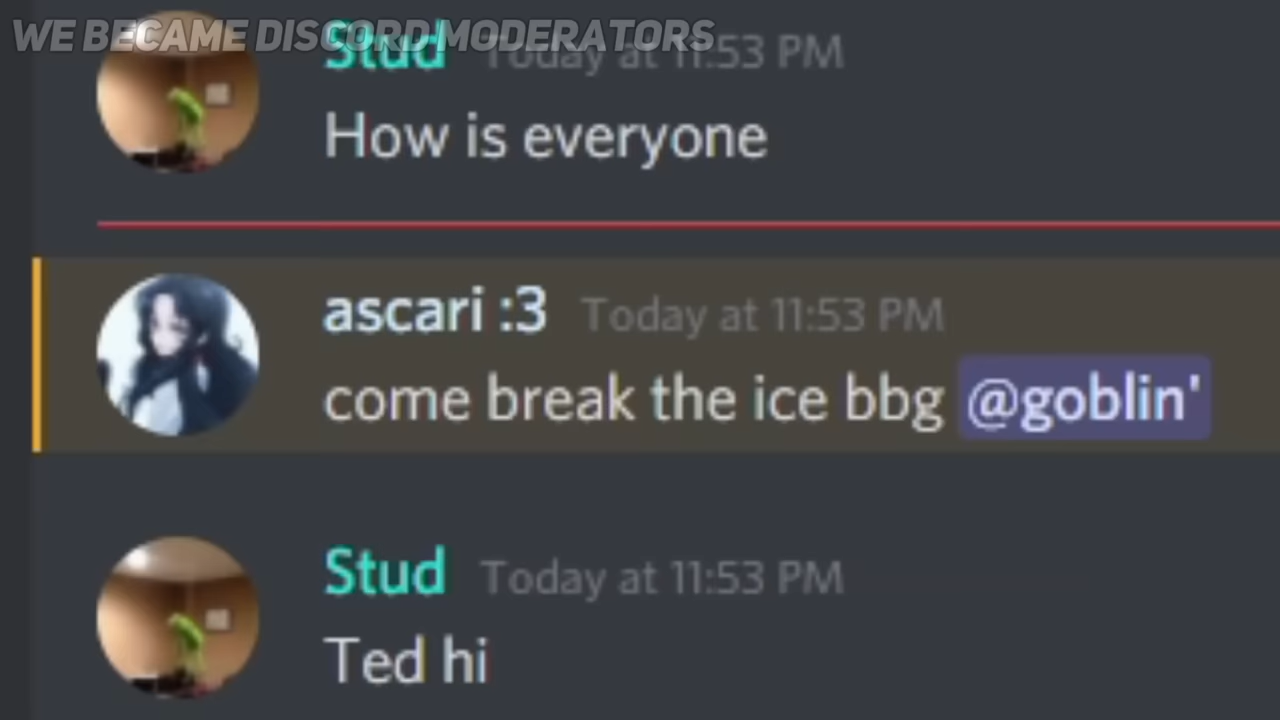 WE BECAME DISCORD MODERATORS
Stud Today at 11:53 PM
How is everyone
ascari :3 Today at 11:53 PM
come break the ice bbg @goblin'
Stud Today at 11:53 PM
Ted hi